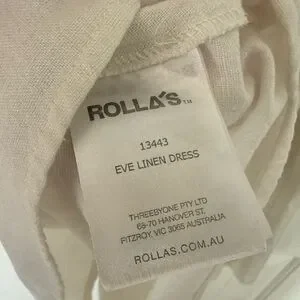 ROLLA'S™
13443
EVE LINEN DRESS
THREEBYONE PTY LTD
68-70 HANOVER ST,
FITZROY, VIC 3065 AUSTRALIA
ROLLAS.COM.AU